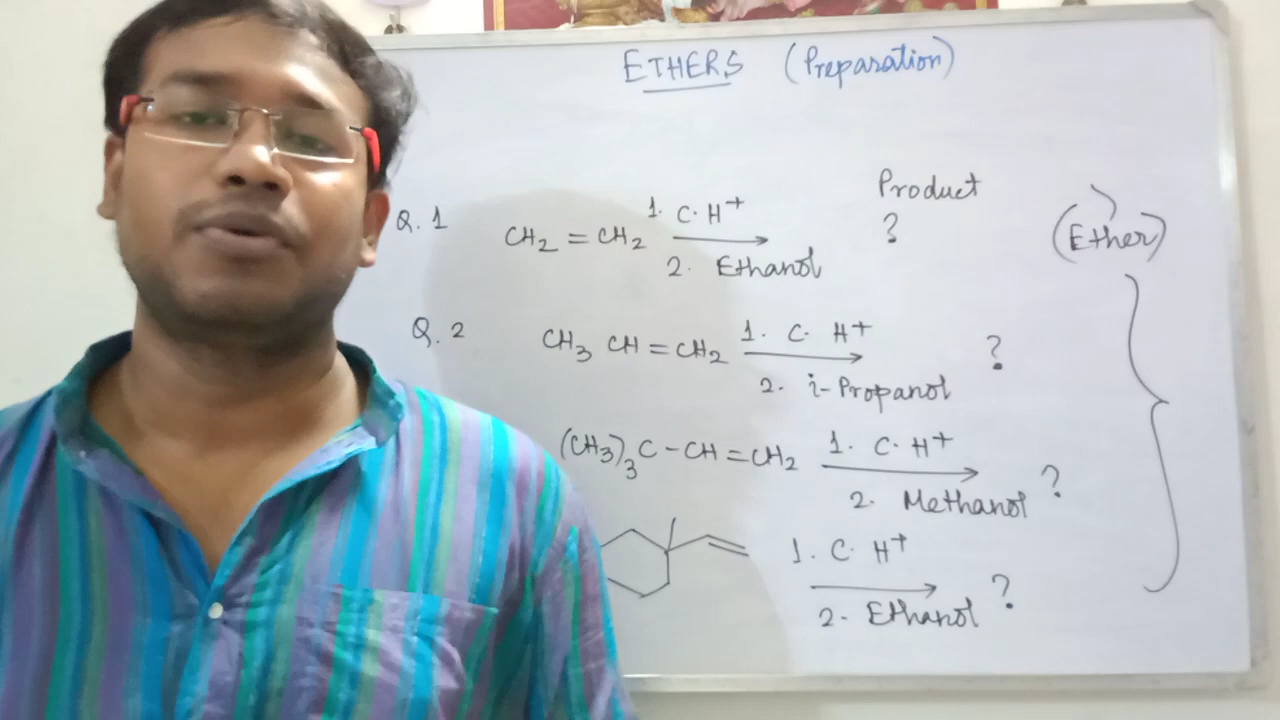 ETHERS (Preparation)
Product
Q. 1 CH2 = CH2 1. C. H+ ? (Ether)
2. Ethanol
Q. 2 CH3 CH = CH2 1. C. H+ ?
2. i-Propanol
(CH3)3C - CH = CH2 1. C. H+ ?
2. Methanol
1. C. H+
2. Ethanol ?